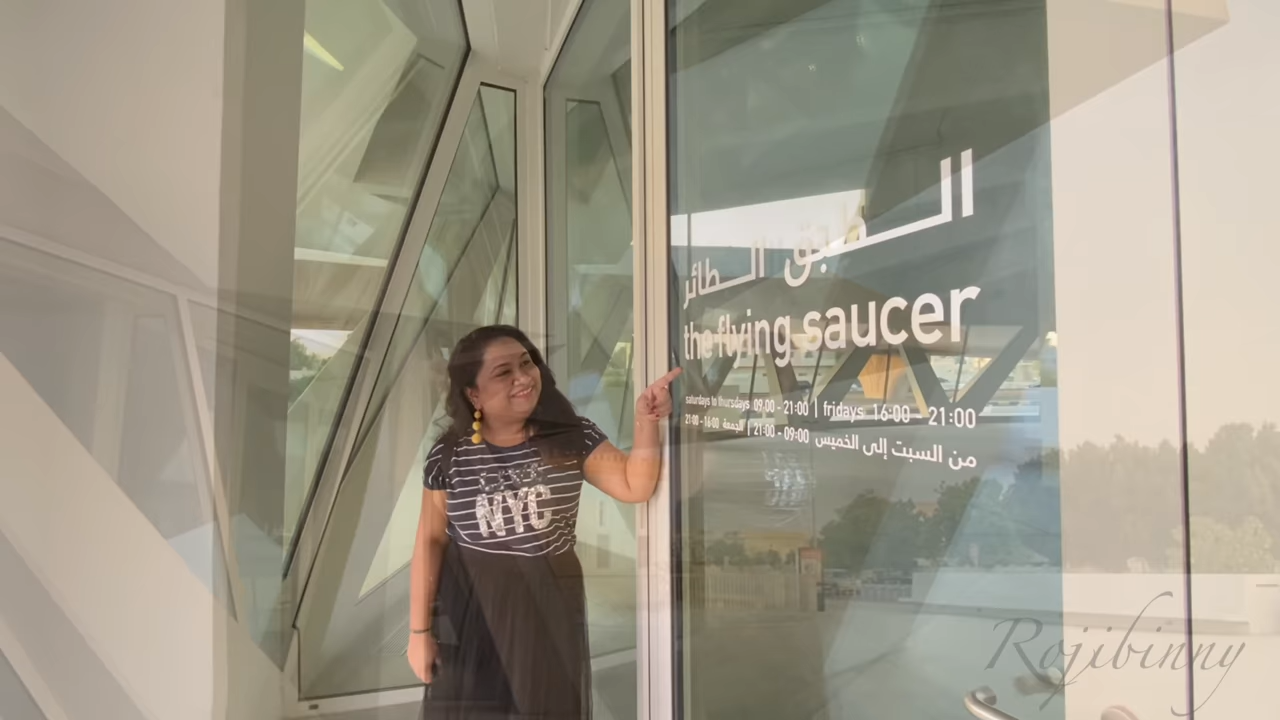 الطبق الطائر
the flying saucer
saturdays to thursdays 09:00 - 21:00 | fridays 16:00 - 21:00
من السبت إلى الخميس 09:00 - 21:00 | الجمعة 16:00 - 21:00
NYC
Rojibinny